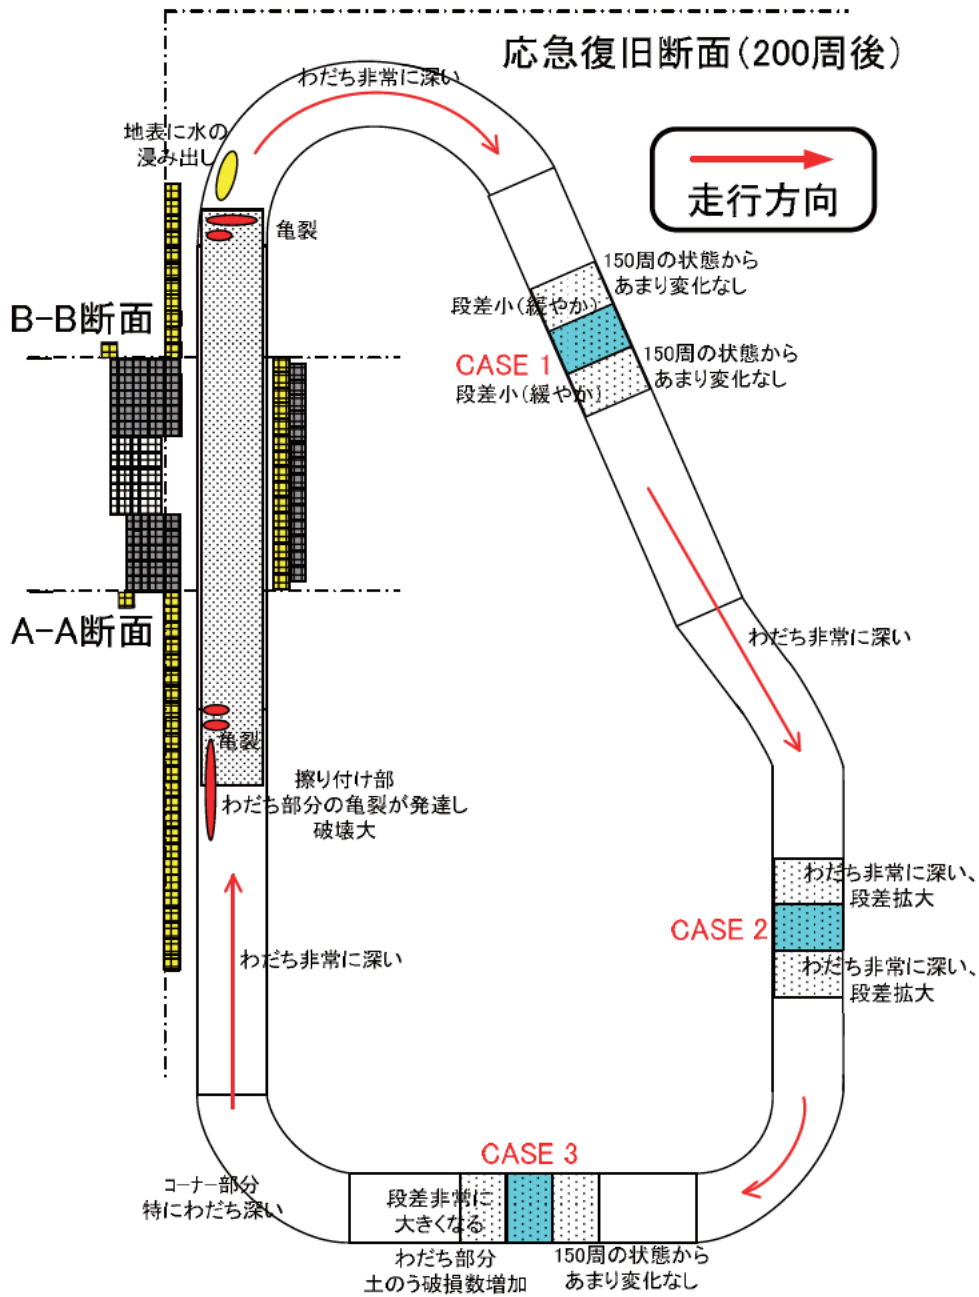 応急復旧断面(200周後)
わだち非常に深い
地表に水の
浸み出し
走行方向
亀裂
150周の状態から
あまり変化なし
段差小(緩やか)
B-B断面
CASE 1
150周の状態から
あまり変化なし
段差小(緩やか)
A-A断面
わだち非常に深い
亀裂
擦り付け部
わだち部分の亀裂が発達し
破壊大
わだち非常に深い、
段差拡大
CASE 2
わだち非常に深い
わだち非常に深い、
段差拡大
CASE 3
コーナー部分
特にわだち深い
段差非常に
大きくなる
わだち部分
土のう破損数増加
150周の状態から
あまり変化なし